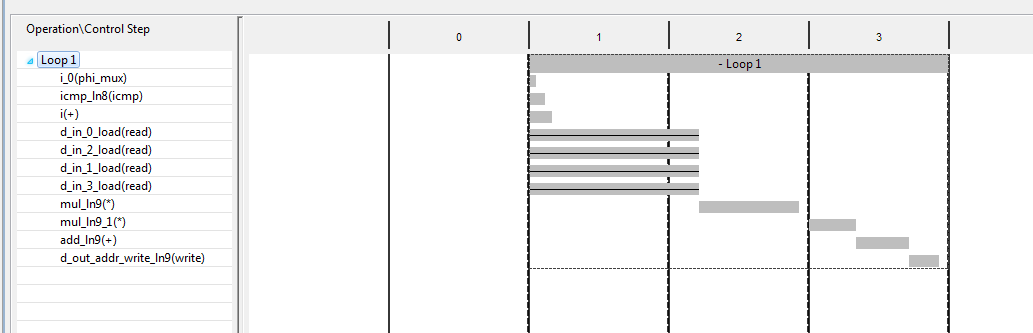 Operation\Control Step
0 1 2 3
Loop 1
- Loop 1
i_0(phi_mux)
icmp_ln8(icmp)
i(+)
d_in_0_load(read)
d_in_2_load(read)
d_in_1_load(read)
d_in_3_load(read)
mul_ln9(*)
mul_ln9_1(*)
add_ln9(+)
d_out_addr_write_ln9(write)